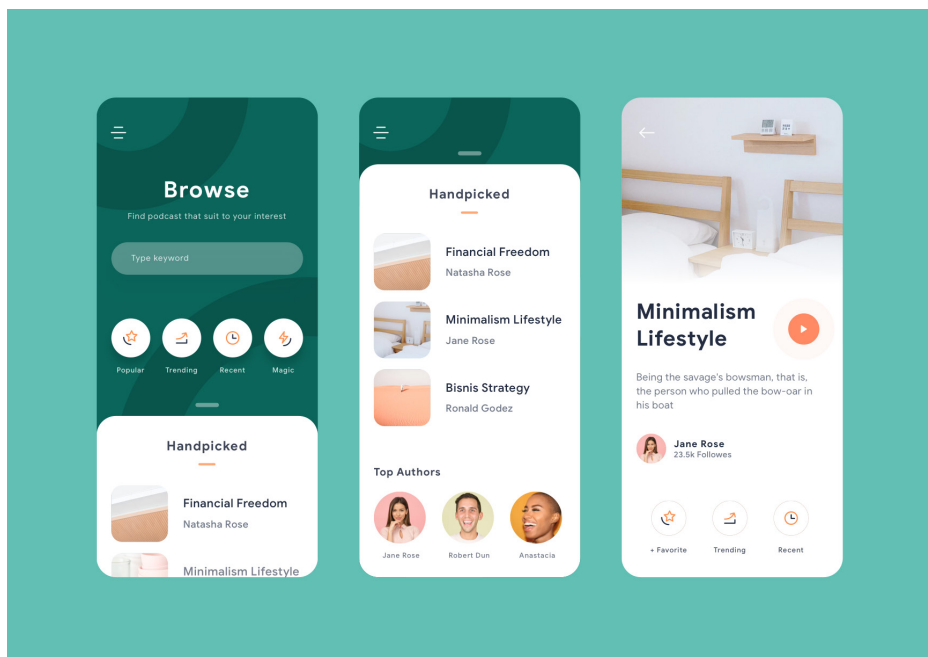 Browse
Find podcast that suit to your interest
Type keyword
Popular
Trending
Recent
Magic
Handpicked
Financial Freedom
Natasha Rose
Minimalism Lifestyle
Handpicked
Financial Freedom
Natasha Rose
Minimalism Lifestyle
Jane Rose
Bisnis Strategy
Ronald Godez
Top Authors
Jane Rose
Robert Dun
Anastacia
Minimalism
Lifestyle
Being the savage's bowsman, that is,
the person who pulled the bow-oar in
his boat
Jane Rose
23.5k Followes
+ Favorite
Trending
Recent